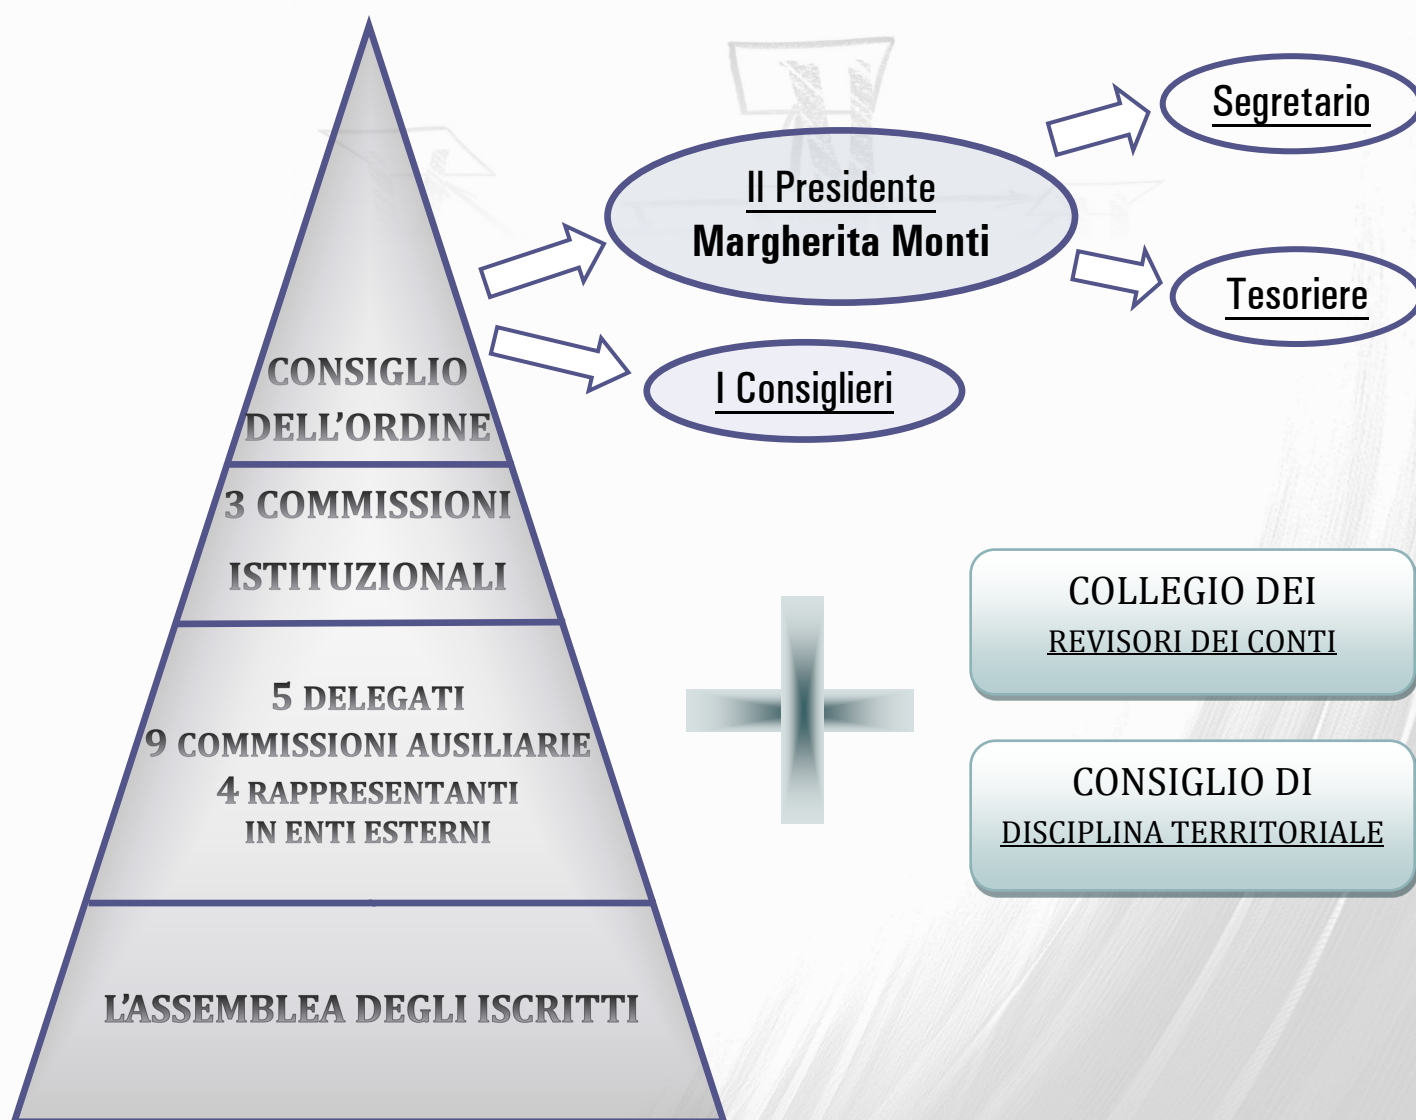 Segretario
Il Presidente
Margherita Monti
Tesoriere
I Consiglieri
CONSIGLIO
DELL'ORDINE
3 COMMISSIONI
ISTITUZIONALI
5 DELEGATI
9 COMMISSIONI AUSILIARIE
4 RAPPRESENTANTI
IN ENTI ESTERNI
L'ASSEMBLEA DEGLI ISCRITTI
COLLEGIO DEI
REVISORI DEI CONTI
CONSIGLIO DI
DISCIPLINA TERRITORIALE